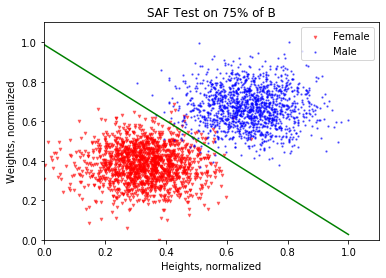 SAF Test on 75% of B
Female
Male
Weights, normalized
1.0
0.8
0.6
0.4
0.2
0.0
0.0 0.2 0.4 0.6 0.8 1.0
Heights, normalized